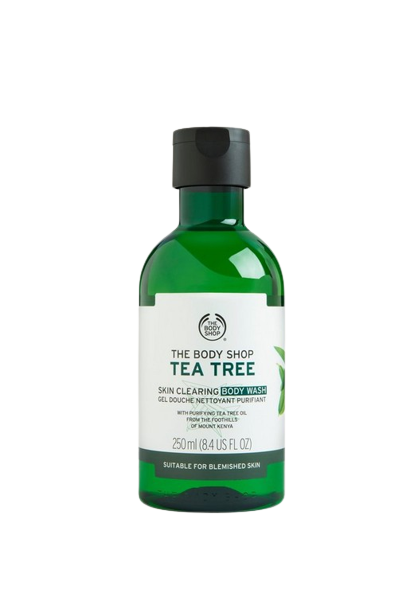 THE
BODY
SHOP
®
THE BODY SHOP
TEA TREE
SKIN CLEARING BODY WASH
GEL DOUCHE NETTOYANT PURIFIANT
WITH PURIFYING TEA TREE OIL
FROM THE FOOTHILLS
OF MOUNT KENYA
250 ml (8.4 US FL OZ)
SUITABLE FOR BLEMISHED SKIN